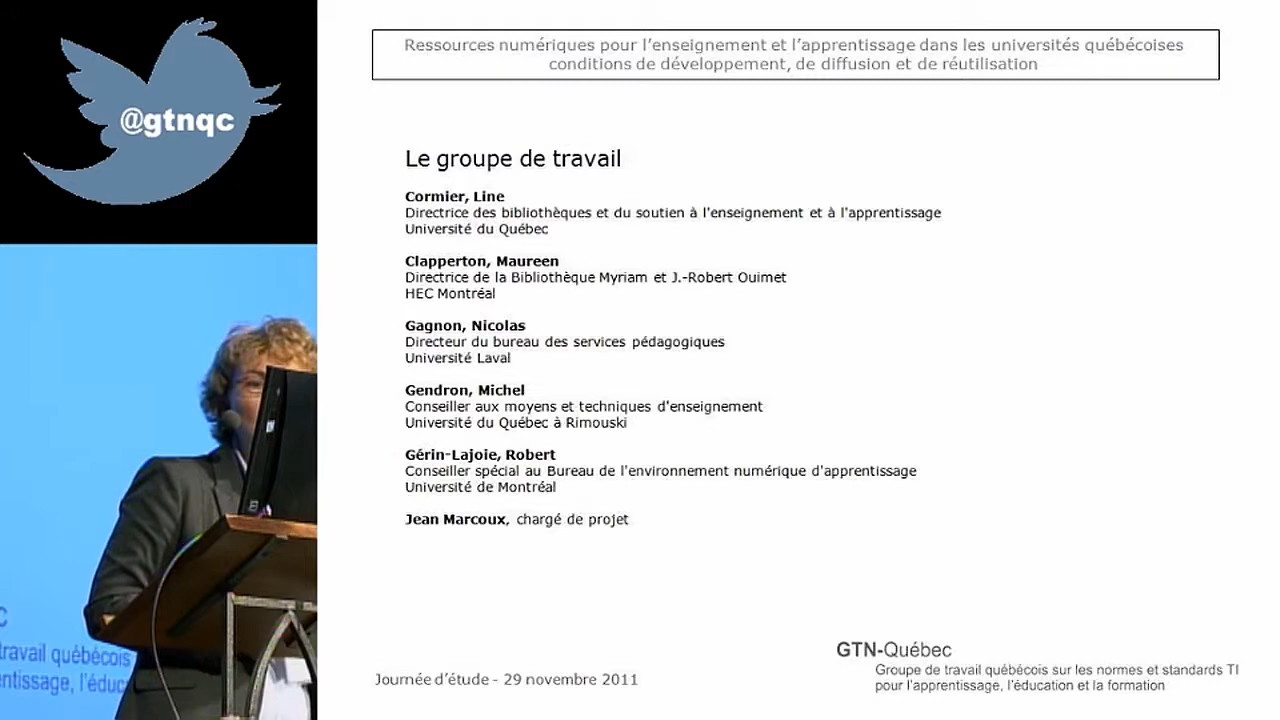 @gtnqc
Ressources numériques pour l'enseignement et l'apprentissage dans les universités québécoises
conditions de développement, de diffusion et de réutilisation
Le groupe de travail
Cormier, Line
Directrice des bibliothèques et du soutien à l'enseignement et à l'apprentissage
Université du Québec
Clapperton, Maureen
Directrice de la Bibliothèque Myriam et J.-Robert Ouimet
HEC Montréal
Gagnon, Nicolas
Directeur du bureau des services pédagogiques
Université Laval
Gendron, Michel
Conseiller aux moyens et techniques d'enseignement
Université du Québec à Rimouski
Gérin-Lajoie, Robert
Conseiller spécial au Bureau de l'environnement numérique d'apprentissage
Université de Montréal
Jean Marcoux, chargé de projet
C
travail québécois
ntissage, l'éduc
Journée d'étude - 29 novembre 2011
GTN-Québec
Groupe de travail québécois sur les normes et standards TI
pour l'apprentissage, l'éducation et la formation